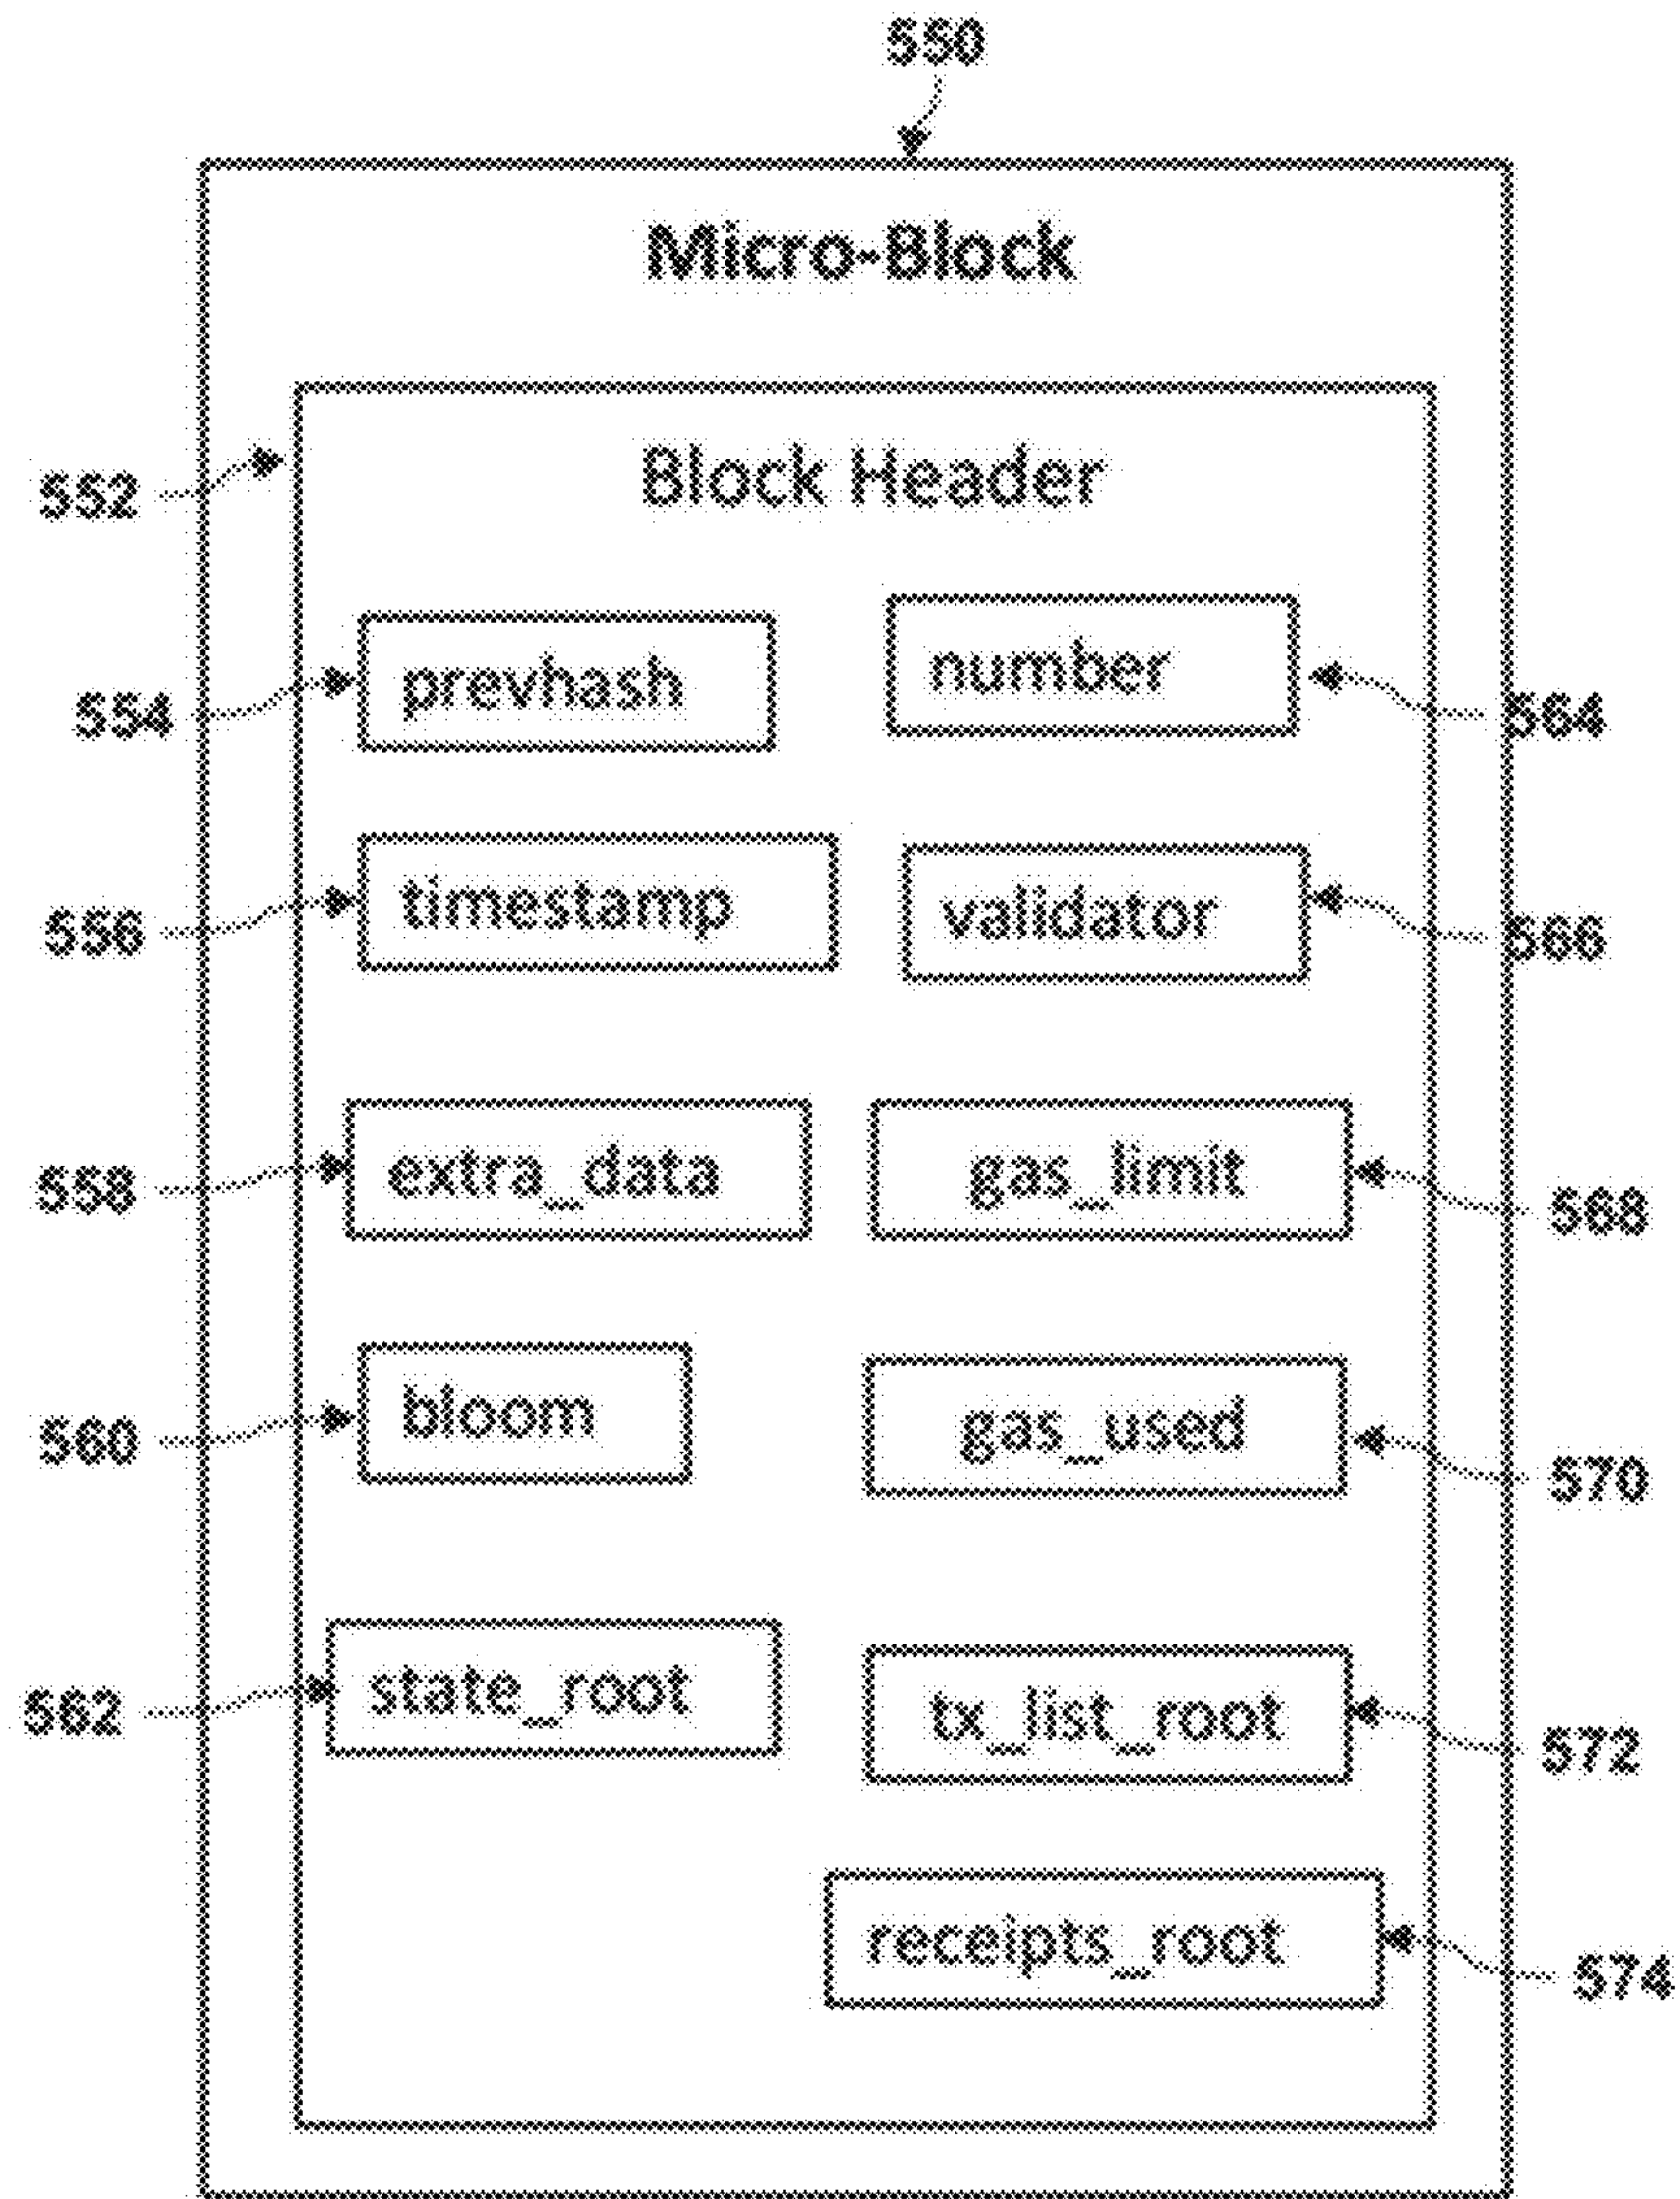 550
Micro-Block
552
Block Header
554
prevhash
number
564
556
timestamp
validator
566
558
extra_data
gas_limit
568
560
bloom
gas_used
570
562
state_root
tx_list_root
572
receipts_root
574